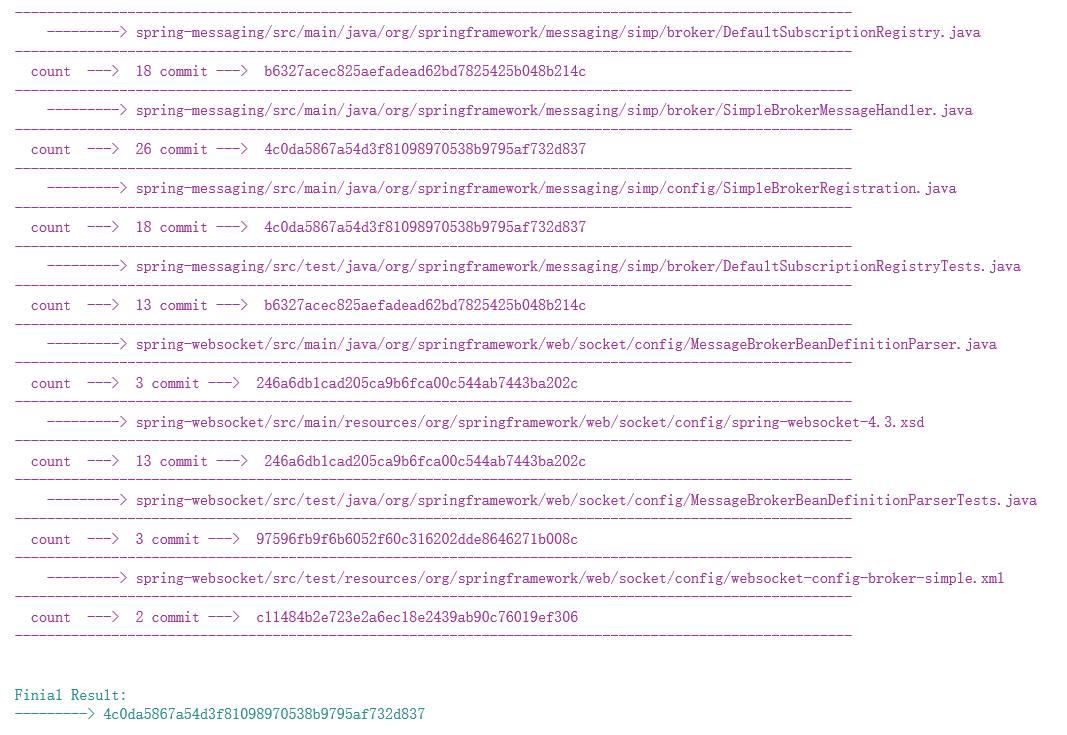 ---------> spring-messaging/src/main/java/org/springframework/messaging/simp/broker/DefaultSubscriptionRegistry.java
count ---> 18 commit ---> b6327acec825aefadead62bd7825425b048b214c
---------> spring-messaging/src/main/java/org/springframework/messaging/simp/broker/SimpleBrokerMessageHandler.java
count ---> 26 commit ---> 4c0da5867a54d3f81098970538b9795af732d837
---------> spring-messaging/src/main/java/org/springframework/messaging/simp/config/SimpleBrokerRegistration.java
count ---> 18 commit ---> 4c0da5867a54d3f81098970538b9795af732d837
---------> spring-messaging/src/test/java/org/springframework/messaging/simp/broker/DefaultSubscriptionRegistryTests.java
count ---> 13 commit ---> b6327acec825aefadead62bd7825425b048b214c
---------> spring-websocket/src/main/java/org/springframework/web/socket/config/MessageBrokerBeanDefinitionParser.java
count ---> 3 commit ---> 246a6db1cad205ca9b6fca00c544ab7443ba202c
---------> spring-websocket/src/main/resources/org/springframework/web/socket/config/spring-websocket-4.3.xsd
count ---> 13 commit ---> 246a6db1cad205ca9b6fca00c544ab7443ba202c
---------> spring-websocket/src/test/java/org/springframework/web/socket/config/MessageBrokerBeanDefinitionParserTests.java
count ---> 3 commit ---> 97596fb9f6b6052f60c316202dde8646271b008c
---------> spring-websocket/src/test/resources/org/springframework/web/socket/config/websocket-config-broker-simple.xml
count ---> 2 commit ---> c11484b2e723e2a6ec18e2439ab90c76019ef306
Finial Result:
---------> 4c0da5867a54d3f81098970538b9795af732d837